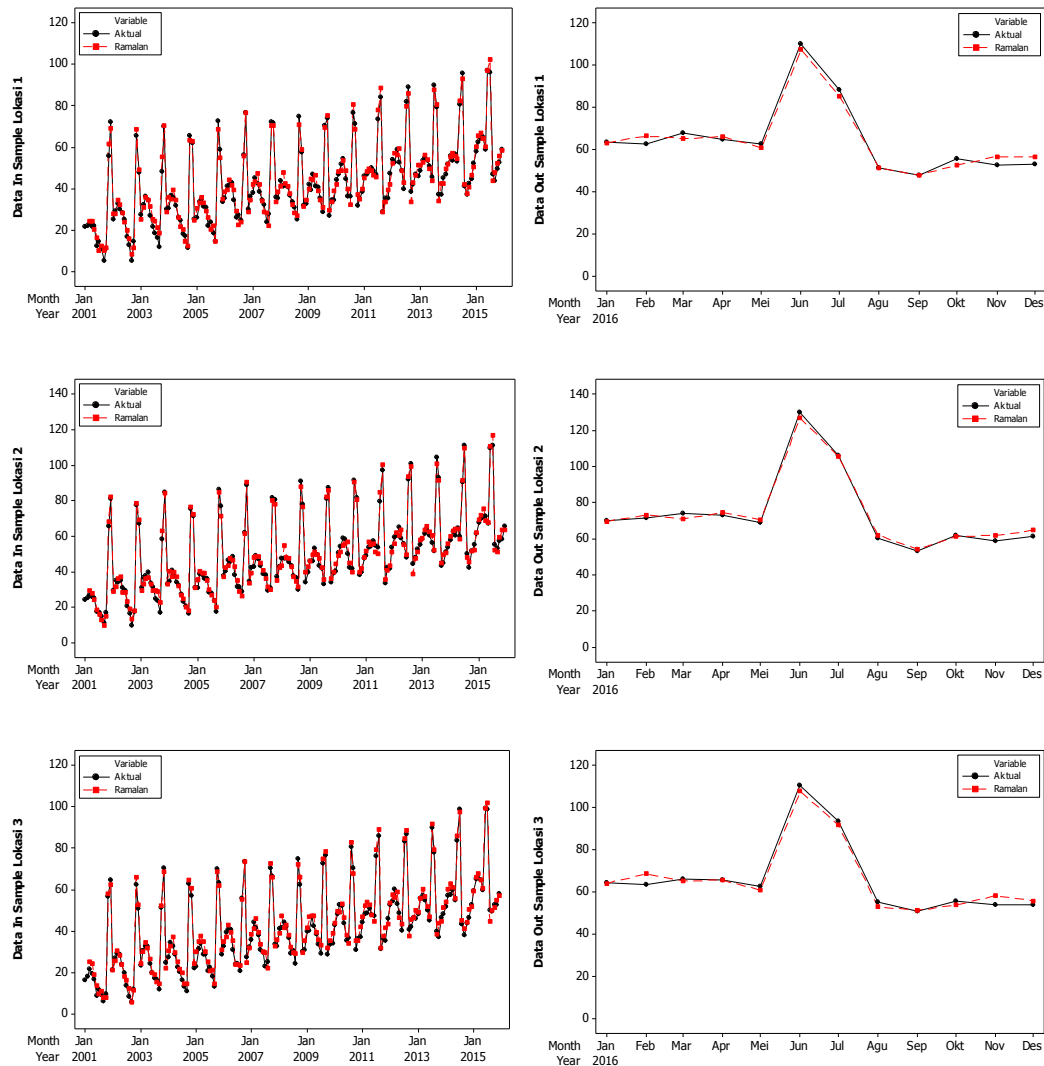 Data In Sample Lokasi 1
120
100
80
60
40
20
0
Variable
Aktual
Ramalan
Month Jan Jan Jan Jan Jan Jan Jan Jan
Year 2001 2003 2005 2007 2009 2011 2013 2015
Data Out Sample Lokasi 1
120
100
80
60
40
20
0
Variable
Aktual
Ramalan
Month Jan Feb Mar Apr Mei Jun Jul Agu Sep Okt Nov Des
Year 2016
Data In Sample Lokasi 2
140
120
100
80
60
40
20
0
Variable
Aktual
Ramalan
Month Jan Jan Jan Jan Jan Jan Jan Jan
Year 2001 2003 2005 2007 2009 2011 2013 2015
Data Out Sample Lokasi 2
140
120
100
80
60
40
20
0
Variable
Aktual
Ramalan
Month Jan Feb Mar Apr Mei Jun Jul Agu Sep Okt Nov Des
Year 2016
Data In Sample Lokasi 3
120
100
80
60
40
20
0
Variable
Aktual
Ramalan
Month Jan Jan Jan Jan Jan Jan Jan Jan
Year 2001 2003 2005 2007 2009 2011 2013 2015
Data Out Sample Lokasi 3
120
100
80
60
40
20
0
Variable
Aktual
Ramalan
Month Jan Feb Mar Apr Mei Jun Jul Agu Sep Okt Nov Des
Year 2016